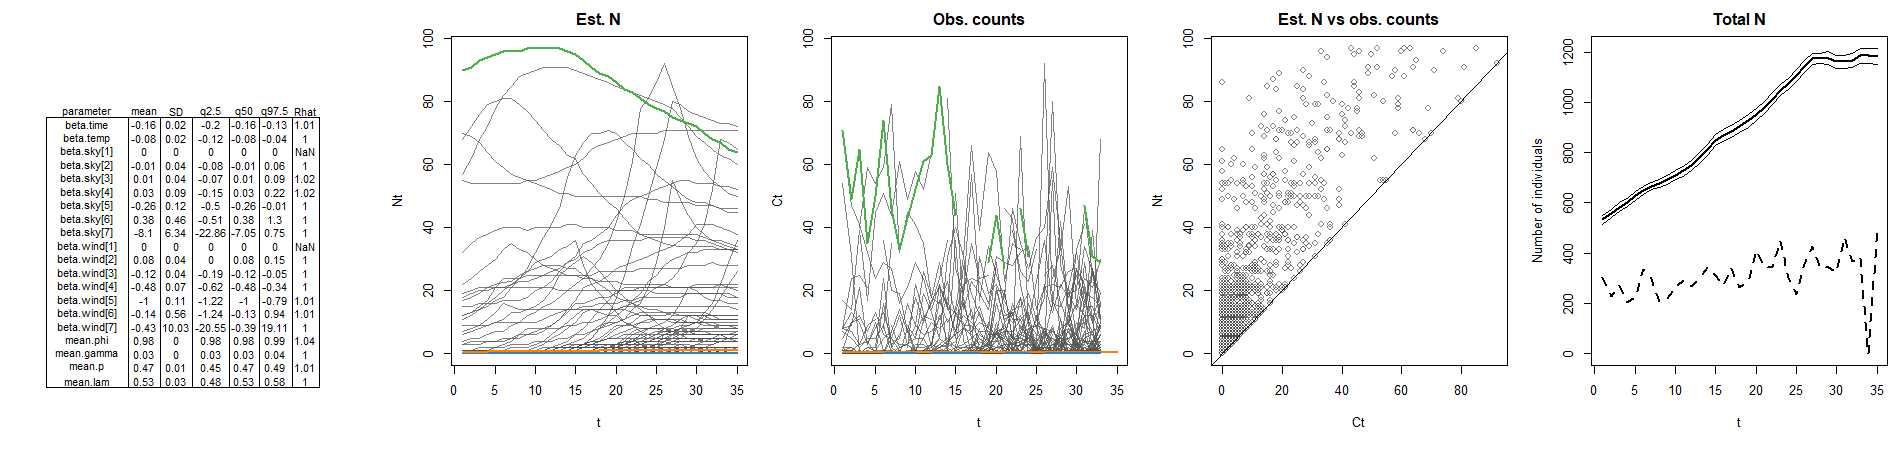 parameter mean SD q2.5 q50 q97.5 Rhat
beta.time -0.16 0.02 -0.2 -0.16 -0.13 1.01
beta.temp -0.08 0.02 -0.12 -0.08 -0.04 1
beta.sky[1] 0 0 0 0 0 NaN
beta.sky[2] -0.01 0.04 -0.08 -0.01 0.06 1
beta.sky[3] 0.01 0.04 -0.07 0.01 0.09 1.02
beta.sky[4] 0.03 0.09 -0.15 0.03 0.22 1.02
beta.sky[5] -0.26 0.12 -0.5 -0.26 -0.01 1
beta.sky[6] 0.38 0.46 -0.51 0.38 1.3 1
beta.sky[7] -8.1 6.34 -22.86 -7.05 0.75 1
beta.wind[1] 0 0 0 0 0 NaN
beta.wind[2] 0.08 0.04 0 0.08 0.15 1
beta.wind[3] -0.12 0.04 -0.19 -0.12 -0.05 1
beta.wind[4] -0.48 0.07 -0.62 -0.48 -0.34 1
beta.wind[5] -1 0.11 -1.22 -1 -0.79 1.01
beta.wind[6] -0.14 0.56 -1.24 -0.13 0.94 1.01
beta.wind[7] -0.43 10.03 -20.55 -0.39 19.11 1
mean.phi 0.98 0 0.98 0.98 0.99 1.04
mean.gamma 0.03 0 0.03 0.03 0.04 1
mean.p 0.47 0.01 0.45 0.47 0.49 1.01
mean.lam 0.53 0.03 0.48 0.53 0.58 1
Est. N
Nt
100
80
60
40
20
0
0 5 10 15 20 25 30 35
t
Obs. counts
Ct
100
80
60
40
20
0
0 5 10 15 20 25 30 35
t
Est. N vs obs. counts
Nt
100
80
60
40
20
0
0 20 40 60 80
Ct
Total N
Number of individuals
1200
1000
800
600
400
200
0
0 5 10 15 20 25 30 35
t